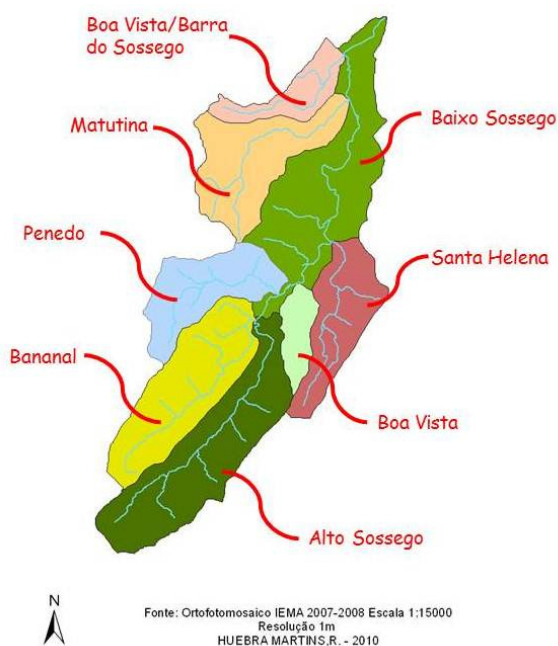 Boa Vista/Barra
do Sossego
Matutina
Baixo Sossego
Penedo
Santa Helena
Bananal
Boa Vista
Alto Sossego
N
Fonte: Ortofotomosaico IEMA 2007-2008 Escala 1:15000
Resolução 1m
HUEBRA MARTINS,R. - 2010